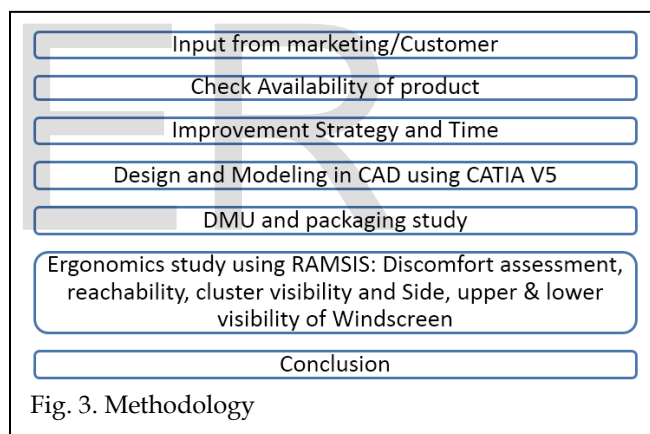 Input from marketing/Customer
Check Availability of product
Improvement Strategy and Time
Design and Modeling in CAD using CATIA V5
DMU and packaging study
Ergonomics study using RAMSIS: Discomfort assessment,
reachability, cluster visibility and Side, upper & lower
visibility of Windscreen
Conclusion
Fig. 3. Methodology
ER